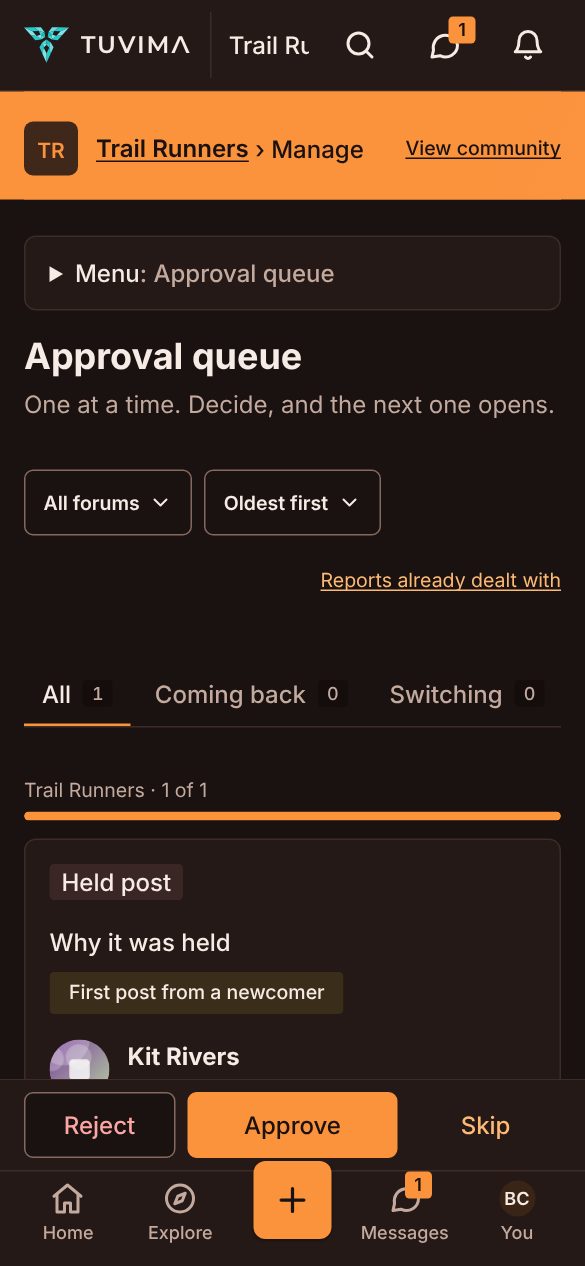 TUVIMA
Trail Ru
1
TR
Trail Runners › Manage
View community
Menu: Approval queue
Approval queue
One at a time. Decide, and the next one opens.
All forums
Oldest first
Reports already dealt with
All 1
Coming back 0
Switching 0
Trail Runners · 1 of 1
Held post
Why it was held
First post from a newcomer
Kit Rivers
Reject
Approve
Skip
1
BC
Home
Explore
Messages
You